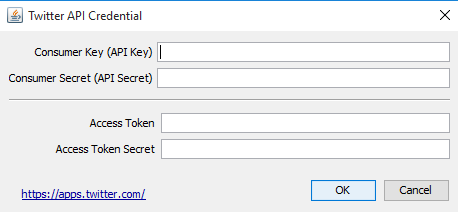 Twitter API Credential
Consumer Key (API Key)
Consumer Secret (API Secret)
Access Token
Access Token Secret
https://apps.twitter.com/
OK
Cancel